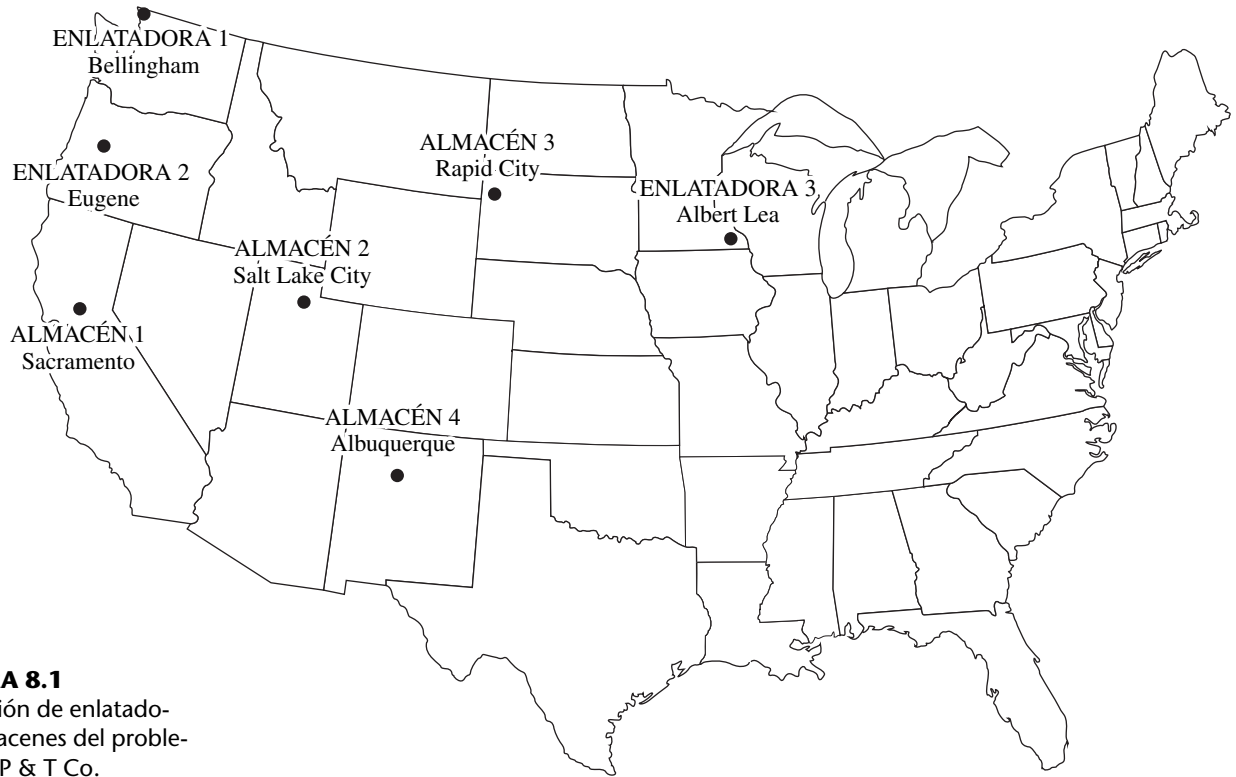 ENLATADORA 1
Bellingham
ENLATADORA 2
Eugene
ALMACÉN 3
Rapid City
ENLATADORA 3
Albert Lea
ALMACÉN 2
Salt Lake City
ALMACÉN 1
Sacramento
ALMACÉN 4
Albuquerque
A 8.1
ión de enlatado-
acenes del proble-
P & T Co.